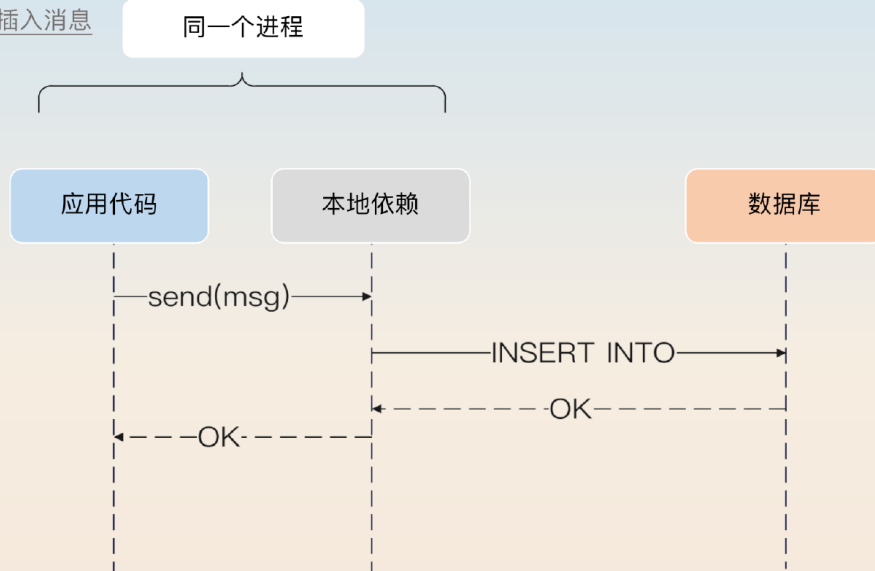 插入消息
同一个进程
应用代码
本地依赖
数据库
send(msg)
INSERT INTO
OK
OK